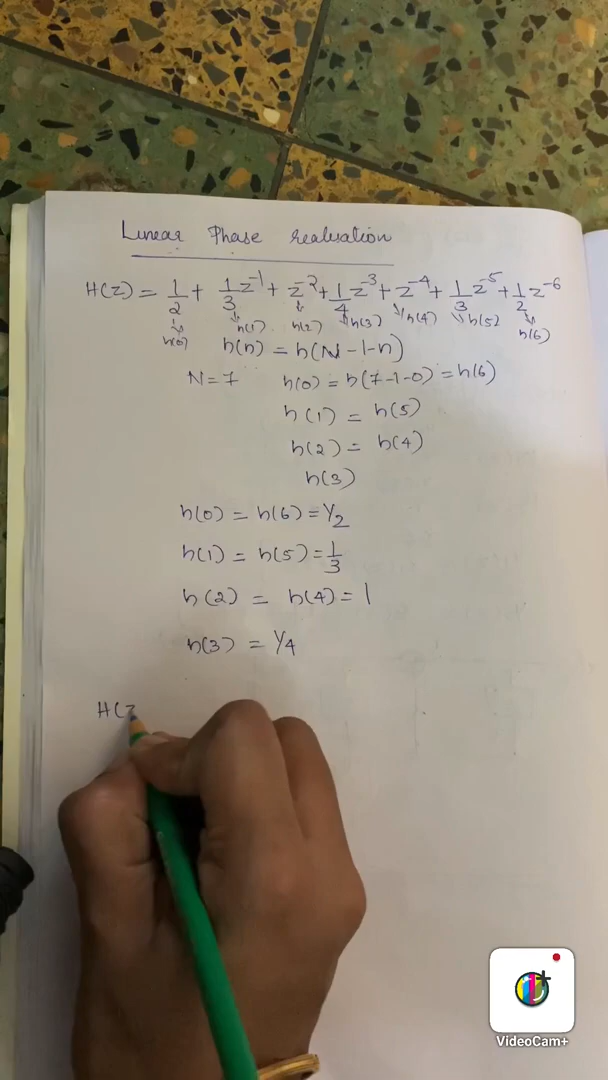 Linear Phase realisation
H(z) = 1/2 + 1/3 z^-1 + z^-2 + 1/4 z^-3 + z^-4 + 1/3 z^-5 + 1/2 z^-6
h(0) h(1) h(2) h(3) h(4) h(5) h(6)
h(n) = h(N-1-n)
N=7 h(0) = h(7-1-0) = h(6)
h(1) = h(5)
h(2) = h(4)
h(3)
h(0) = h(6) = 1/2
h(1) = h(5) = 1/3
h(2) = h(4) = 1
h(3) = 1/4
H(z
VideoCam+